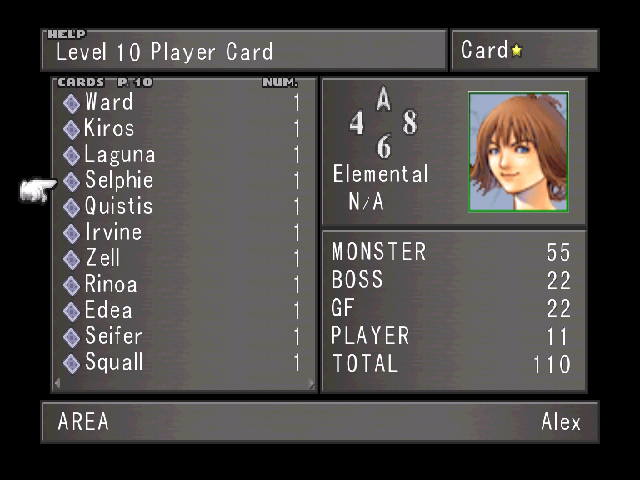 HELP
Level 10 Player Card
Card
CARDS P. 10 NUM.
Ward 1
Kiros 1
Laguna 1
Selphie 1
Quistis 1
Irvine 1
Zell 1
Rinoa 1
Edea 1
Seifer 1
Squall 1
A
4 8
6
Elemental
N/A
MONSTER 55
BOSS 22
GF 22
PLAYER 11
TOTAL 110
AREA Alex